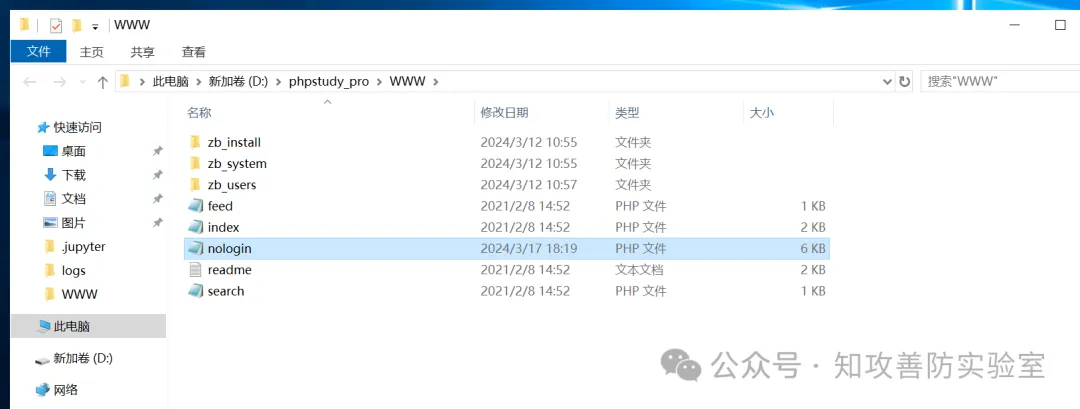 WWW
文件 主页 共享 查看
此电脑 新加卷 (D:) phpstudy_pro WWW 搜索"WWW"
名称 修改日期 类型 大小
快速访问
桌面
下载
文档
图片
.jupyter
logs
WWW
此电脑
新加卷 (D:)
网络
zb_install 2024/3/12 10:55 文件夹
zb_system 2024/3/12 10:55 文件夹
zb_users 2024/3/12 10:57 文件夹
feed 2021/2/8 14:52 PHP 文件 1 KB
index 2021/2/8 14:52 PHP 文件 2 KB
nologin 2024/3/17 18:19 PHP 文件 6 KB
readme 2021/2/8 14:52 文本文档 2 KB
search 2021/2/8 14:52 PHP 文件 1 KB
公众号 · 知攻善防实验室